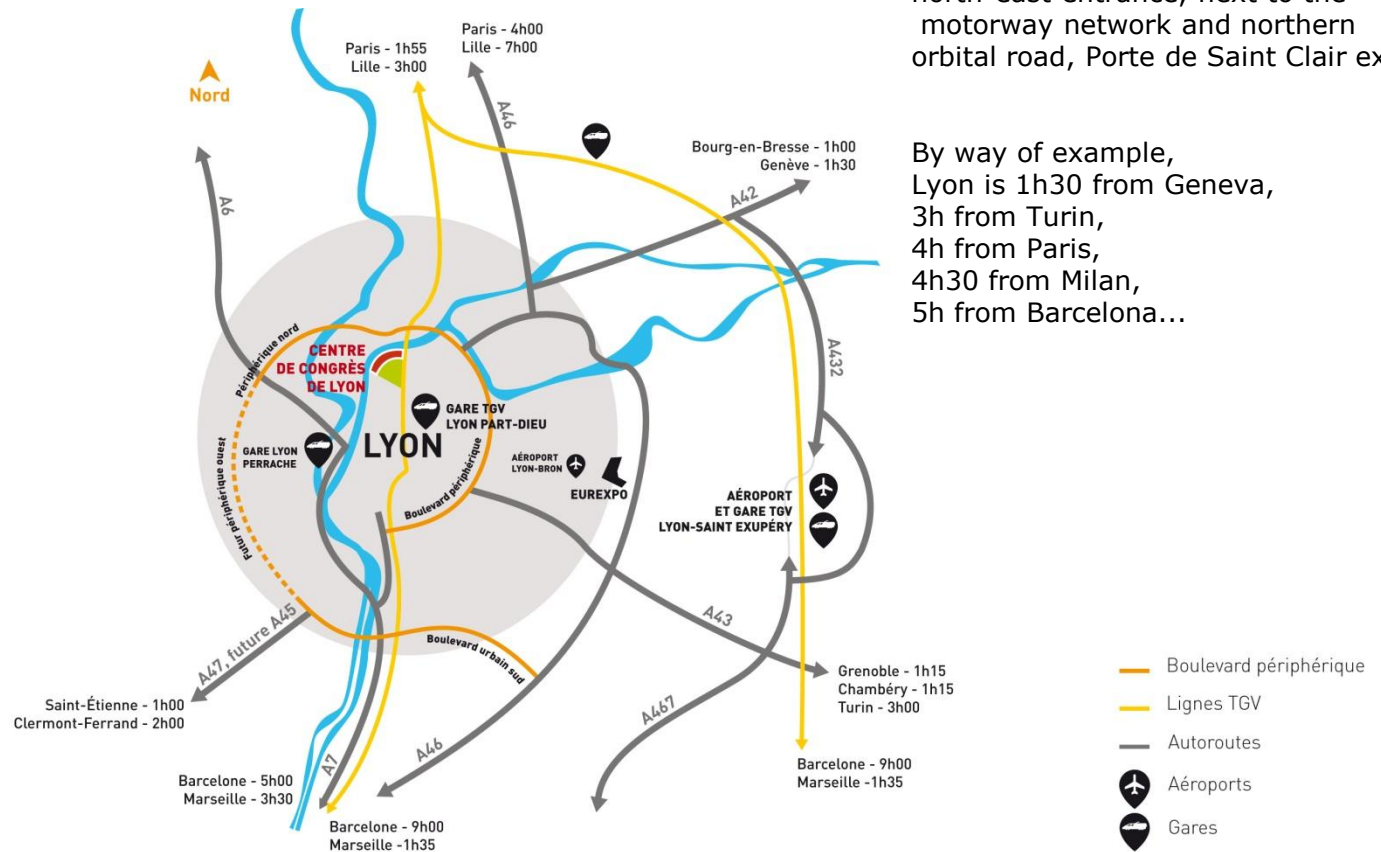 north-east entrance, next to the
motorway network and northern
orbital road, Porte de Saint Clair
By way of example,
Lyon is 1h30 from Geneva,
3h from Turin,
4h from Paris,
4h30 from Milan,
5h from Barcelona...
Paris - 4h00
Lille - 7h00
Paris - 1h55
Lille - 3h00
Nord
A46
Bourg-en-Bresse - 1h00
Genève - 1h30
A42
A6
Périphérique nord
CENTRE
DE CONGRÈS
DE LYON
A432
GARE TGV
LYON PART-DIEU
LYON
GARE LYON
PERRACHE
Boulevard périphérique
AÉROPORT
LYON-BRON
EUREXPO
Futur périphérique ouest
AÉROPORT
ET GARE TGV
LYON-SAINT EXUPÉRY
A47, future A45
A43
Boulevard urbain sud
Saint-Étienne - 1h00
Clermont-Ferrand - 2h00
Grenoble - 1h15
Chambéry - 1h15
Turin - 3h00
A467
A46
A7
Barcelone - 5h00
Marseille - 3h30
Barcelone - 9h00
Marseille -1h35
Barcelone - 9h00
Marseille -1h35
Boulevard périphérique
Lignes TGV
Autoroutes
Aéroports
Gares